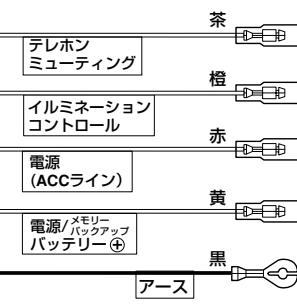 茶
テレホン
ミューティング
橙
イルミネーション
コントロール
赤
電源
(ACCライン)
黄
電源/メモリーバックアップ
バッテリー⊕
黒
アース